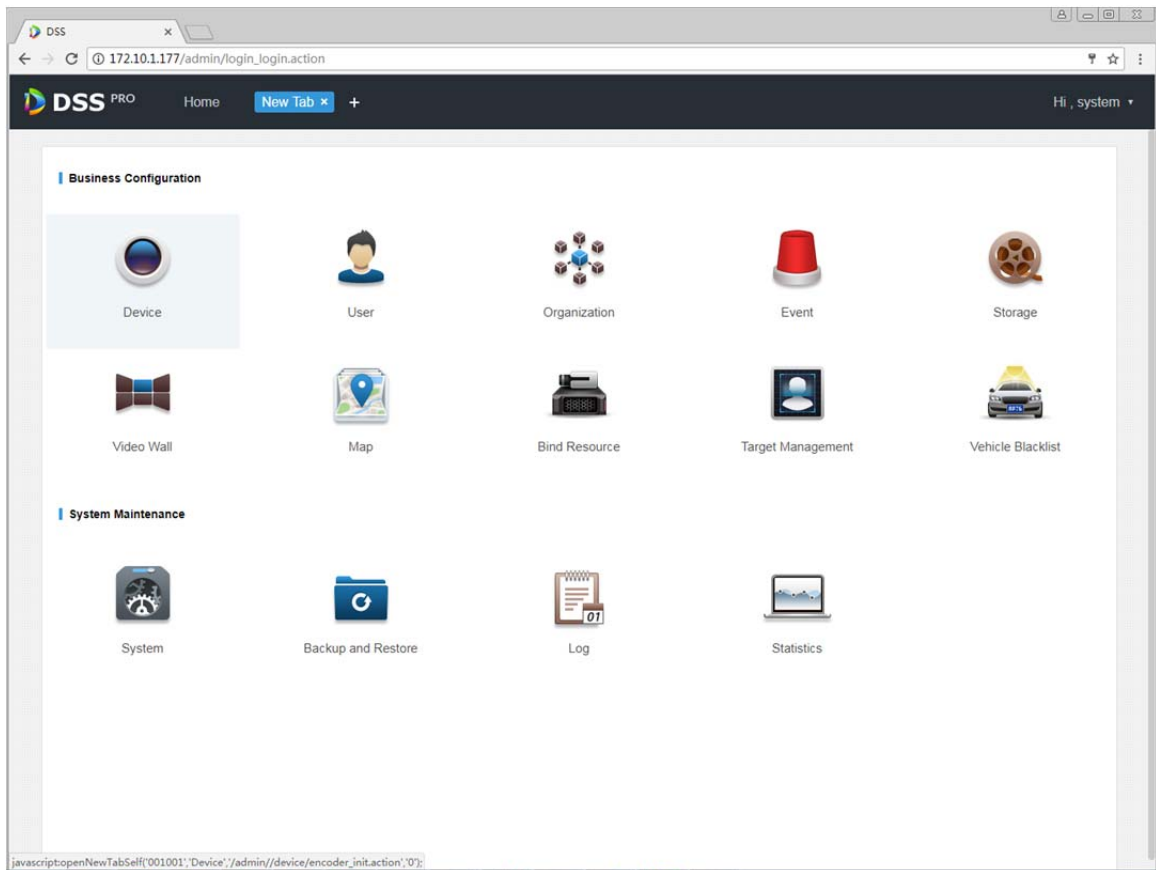 DSS
172.10.1.177/admin/login_login.action
DSS PRO Home New Tab × + Hi , system
Business Configuration
Device User Organization Event Storage
Video Wall Map Bind Resource Target Management Vehicle Blacklist
System Maintenance
01
System Backup and Restore Log Statistics
javascript:openNewTabSelf('001001','Device','/admin//device/encoder_init.action','0');